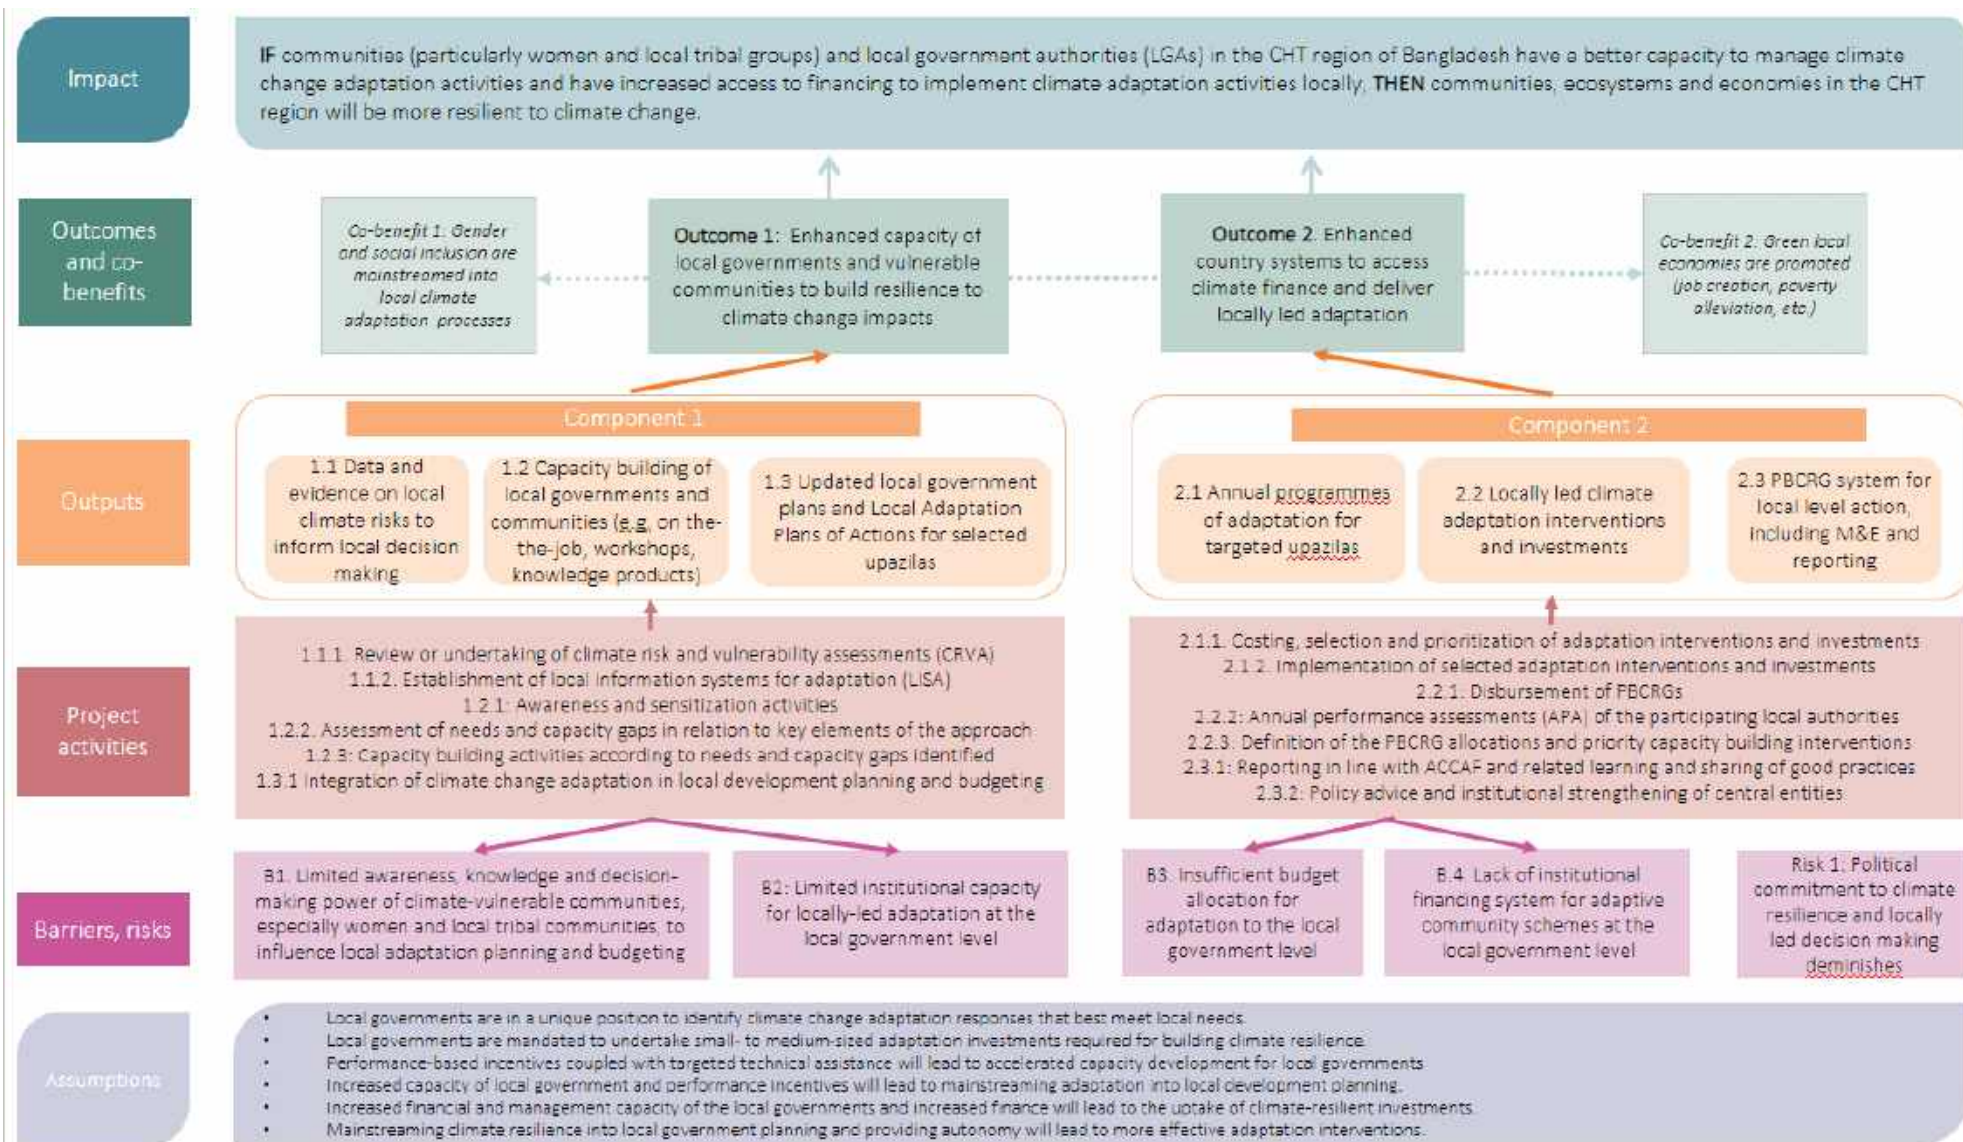 Impact
IF communities (particularly women and local tribal groups) and local government authorities (LGAs) in the CHT region of Bangladesh have a better capacity to manage climate
change adaptation activities and have increased access to financing to implement climate adaptation activities locally, THEN communities, ecosystems and economies in the CHT
region will be more resilient to climate change.
Outcomes
and co-
benefits
Co-benefit 1: Gender
and social inclusion are
mainstreamed into
local climate
adaptation processes
Outcome 1: Enhanced capacity of
local governments and vulnerable
communities to build resilience to
climate change impacts
Outcome 2. Enhanced
country systems to access
climate finance and deliver
locally led adaptation
Co-benefit 2. Green local
economies are promoted
(job creation, poverty
alleviation, etc.)
Outputs
Component 1
1.1 Data and
evidence on local
climate risks to
inform local decision
making
1.2 Capacity building of
local governments and
communities (e.g. on the-
the-job, workshops,
knowledge products)
1.3 Updated local government
plans and Local Adaptation
Plans of Actions for selected
upazilas
Component 2
2.1 Annual programmes
of adaptation for
targeted upazilas
2.2 Locally led climate
adaptation interventions
and investments
2.3 PBCRG system for
local level action,
including M&E and
reporting
Project
activities
1.1.1. Review or undertaking of climate risk and vulnerability assessments (CRVA)
1.1.2. Establishment of local information systems for adaptation (LISA)
1.2.1: Awareness and sensitization activities
1.2.2. Assessment of needs and capacity gaps in relation to key elements of the approach
1.2.3: Capacity building activities according to needs and capacity gaps identified
1.3.1 Integration of climate change adaptation in local development planning and budgeting
2.1.1. Costing, selection and prioritization of adaptation interventions and investments
2.1.2. Implementation of selected adaptation interventions and investments
2.2.1: Disbursement of PBCRGs
2.2.2: Annual performance assessments (APA) of the participating local authorities
2.2.3: Definition of the PBCRG allocations and priority capacity building interventions
2.3.1: Reporting in line with ACCAF and related learning and sharing of good practices
2.3.2: Policy advice and institutional strengthening of central entities
Barriers, risks
B1. Limited awareness, knowledge and decision-
making power of climate-vulnerable communities,
especially women and local tribal communities, to
influence local adaptation planning and budgeting
B2: Limited institutional capacity
for locally-led adaptation at the
local government level
B3. Insufficient budget
allocation for
adaptation to the local
government level
B.4. Lack of institutional
financing system for adaptive
community schemes at the
local government level
Risk 1: Political
commitment to climate
resilience and locally
led decision making
deminishes
Assumptions
• Local governments are in a unique position to identify climate change adaptation responses that best meet local needs.
• Local governments are mandated to undertake small- to medium-sized adaptation investments required for building climate resilience.
• Performance-based incentives coupled with targeted technical assistance will lead to accelerated capacity development for local governments
• Increased capacity of local government and performance incentives will lead to mainstreaming adaptation into local development planning.
• Increased financial and management capacity of the local governments and increased finance will lead to the uptake of climate-resilient investments.
• Mainstreaming climate resilience into local government planning and providing autonomy will lead to more effective adaptation interventions.